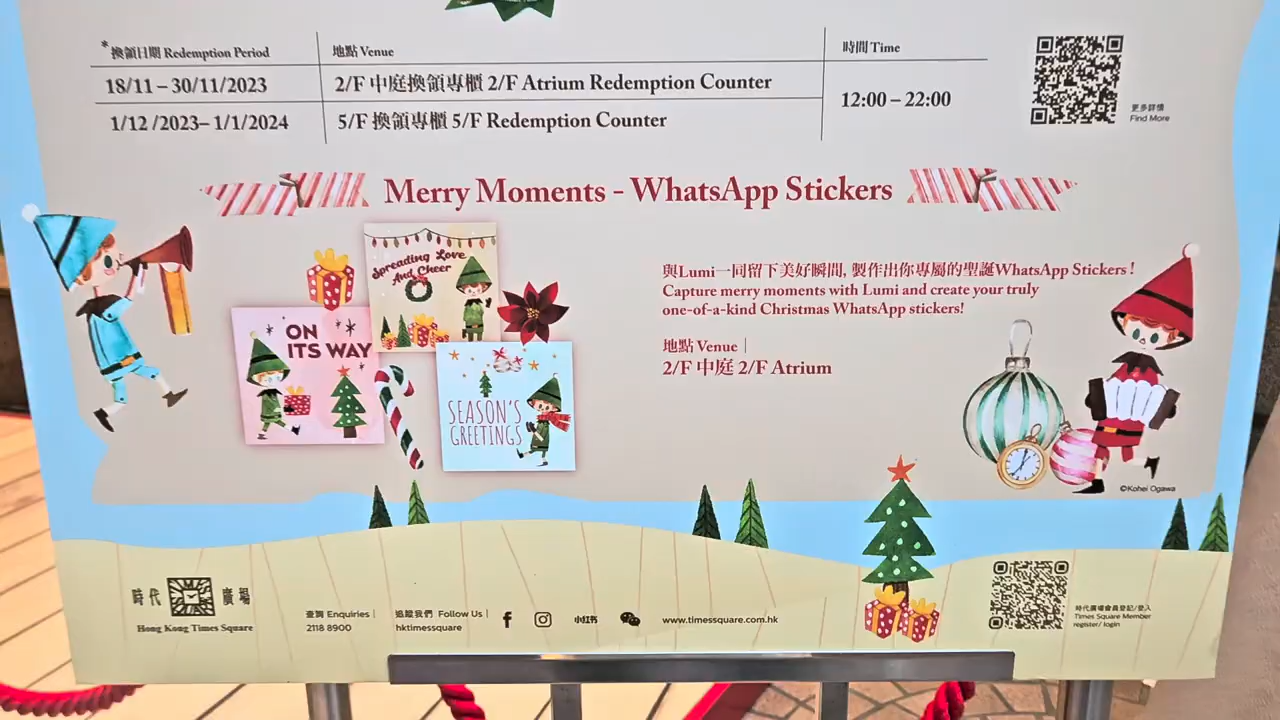 *換領日期 Redemption Period
地點 Venue
時間 Time
18/11 – 30/11/2023
2/F 中庭換領專櫃 2/F Atrium Redemption Counter
12:00 – 22:00
1/12 /2023– 1/1/2024
5/F 換領專櫃 5/F Redemption Counter
更多詳情
Find More
Merry Moments - WhatsApp Stickers
Spreading Love
And Cheer
ON
ITS WAY
SEASON'S
GREETINGS
與Lumi一同留下美好瞬間, 製作出你專屬的聖誕WhatsApp Stickers !
Capture merry moments with Lumi and create your truly
one-of-a-kind Christmas WhatsApp stickers!
地點 Venue |
2/F 中庭 2/F Atrium
©Kohei Ogawa
時代 廣場
Hong Kong Times Square
查詢 Enquiries |
2118 8900
追蹤我們 Follow Us |
hktimessquare
小红书
www.timessquare.com.hk
時代廣場會員登記/登入
Times Square Member
register/ login